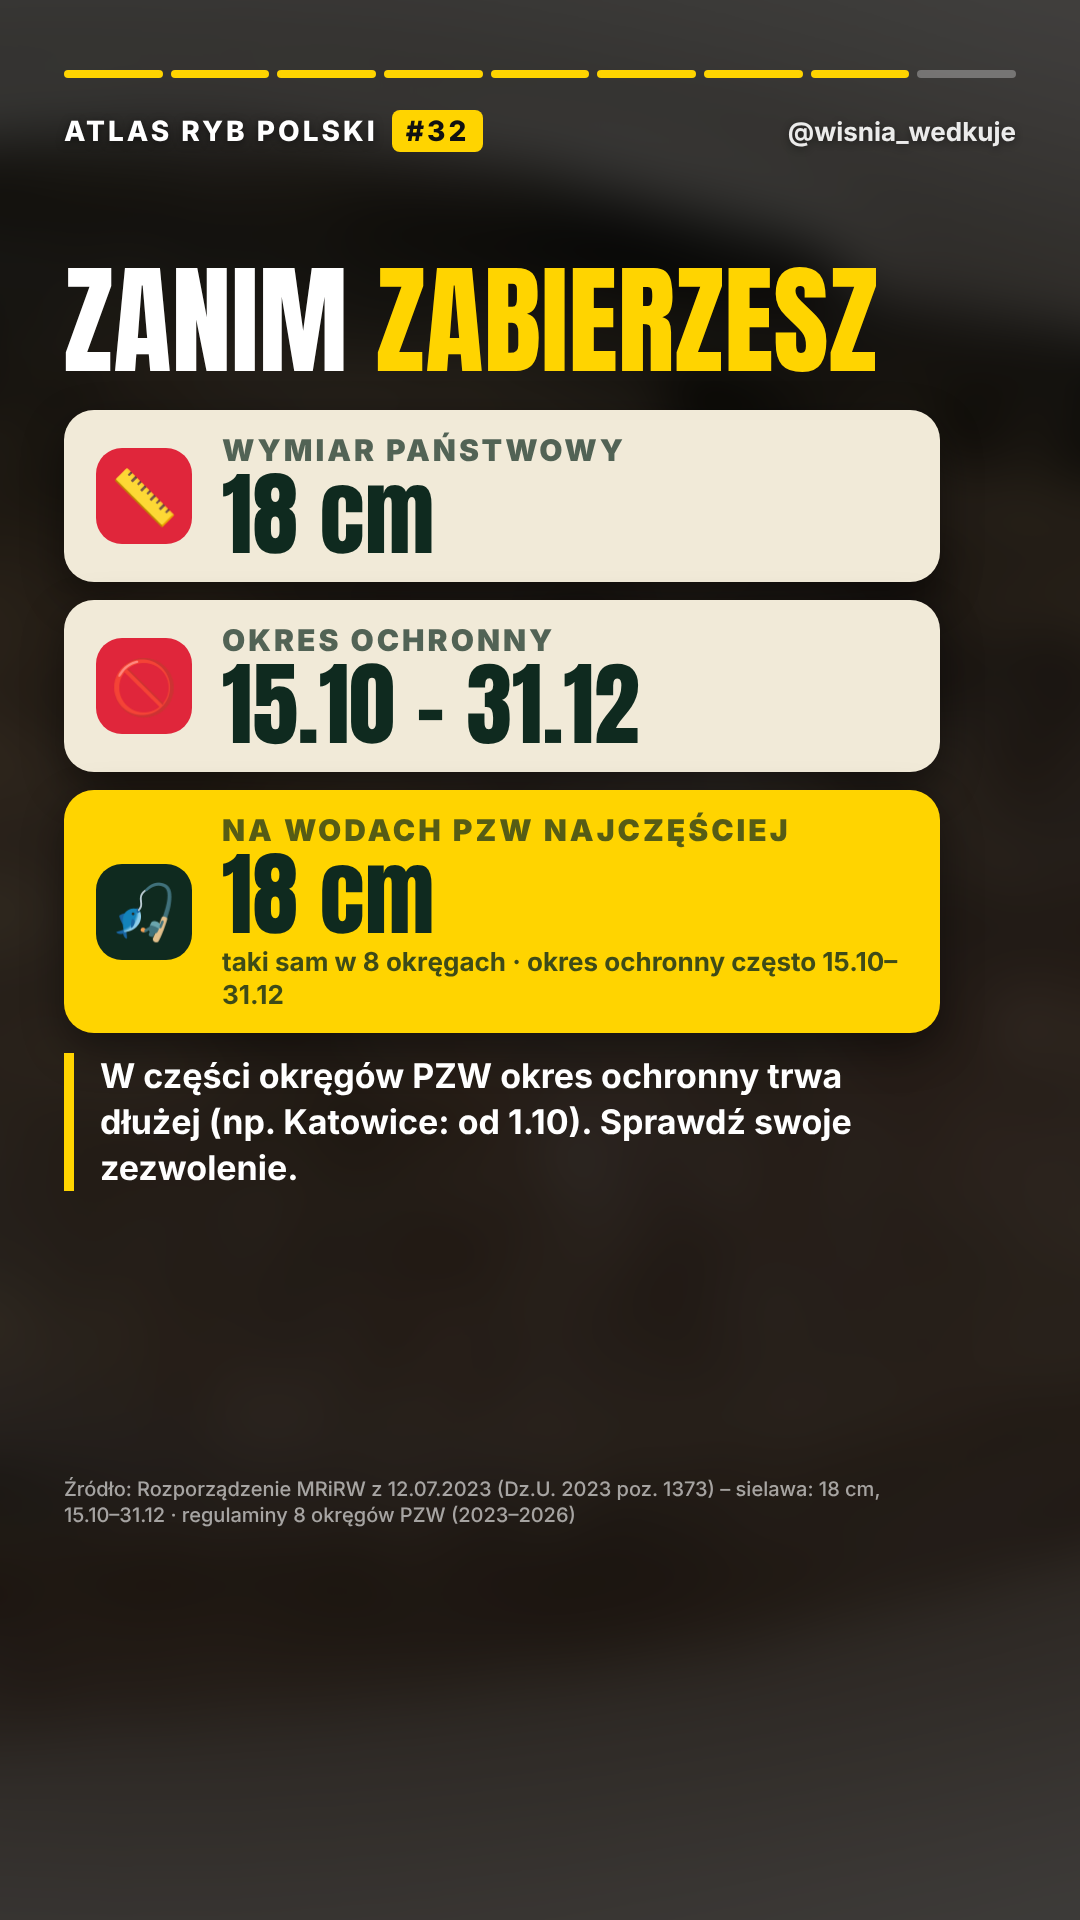 ATLAS RYB POLSKI #32
@wisnia_wedkuje
ZANIM ZABIERZESZ
WYMIAR PAŃSTWOWY
18 cm
OKRES OCHRONNY
15.10 - 31.12
NA WODACH PZW NAJCZĘŚCIEJ
18 cm
taki sam w 8 okręgach · okres ochronny często 15.10–
31.12
W części okręgów PZW okres ochronny trwa
dłużej (np. Katowice: od 1.10). Sprawdź swoje
zezwolenie.
Źródło: Rozporządzenie MRiRW z 12.07.2023 (Dz.U. 2023 poz. 1373) – sielawa: 18 cm,
15.10–31.12 · regulaminy 8 okręgów PZW (2023–2026)